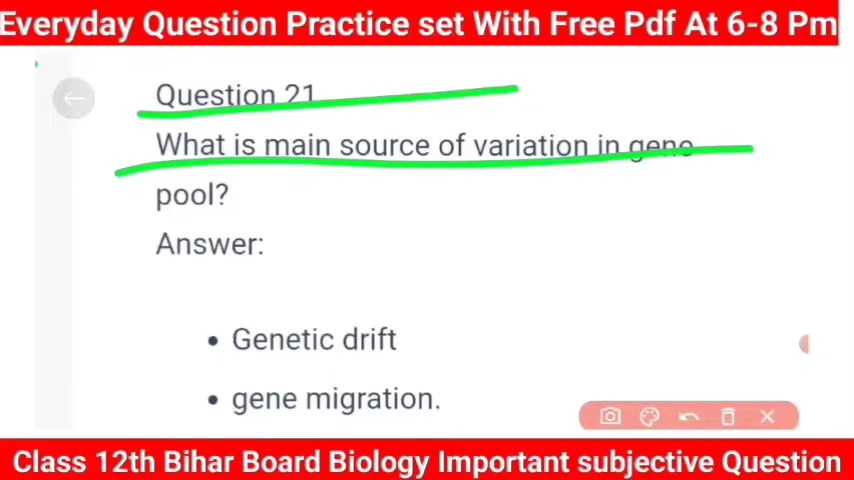 Everyday Question Practice set With Free Pdf At 6-8 Pm
Question 21
What is main source of variation in gene
pool?
Answer:
Genetic drift
gene migration.
Class 12th Bihar Board Biology Important subjective Question